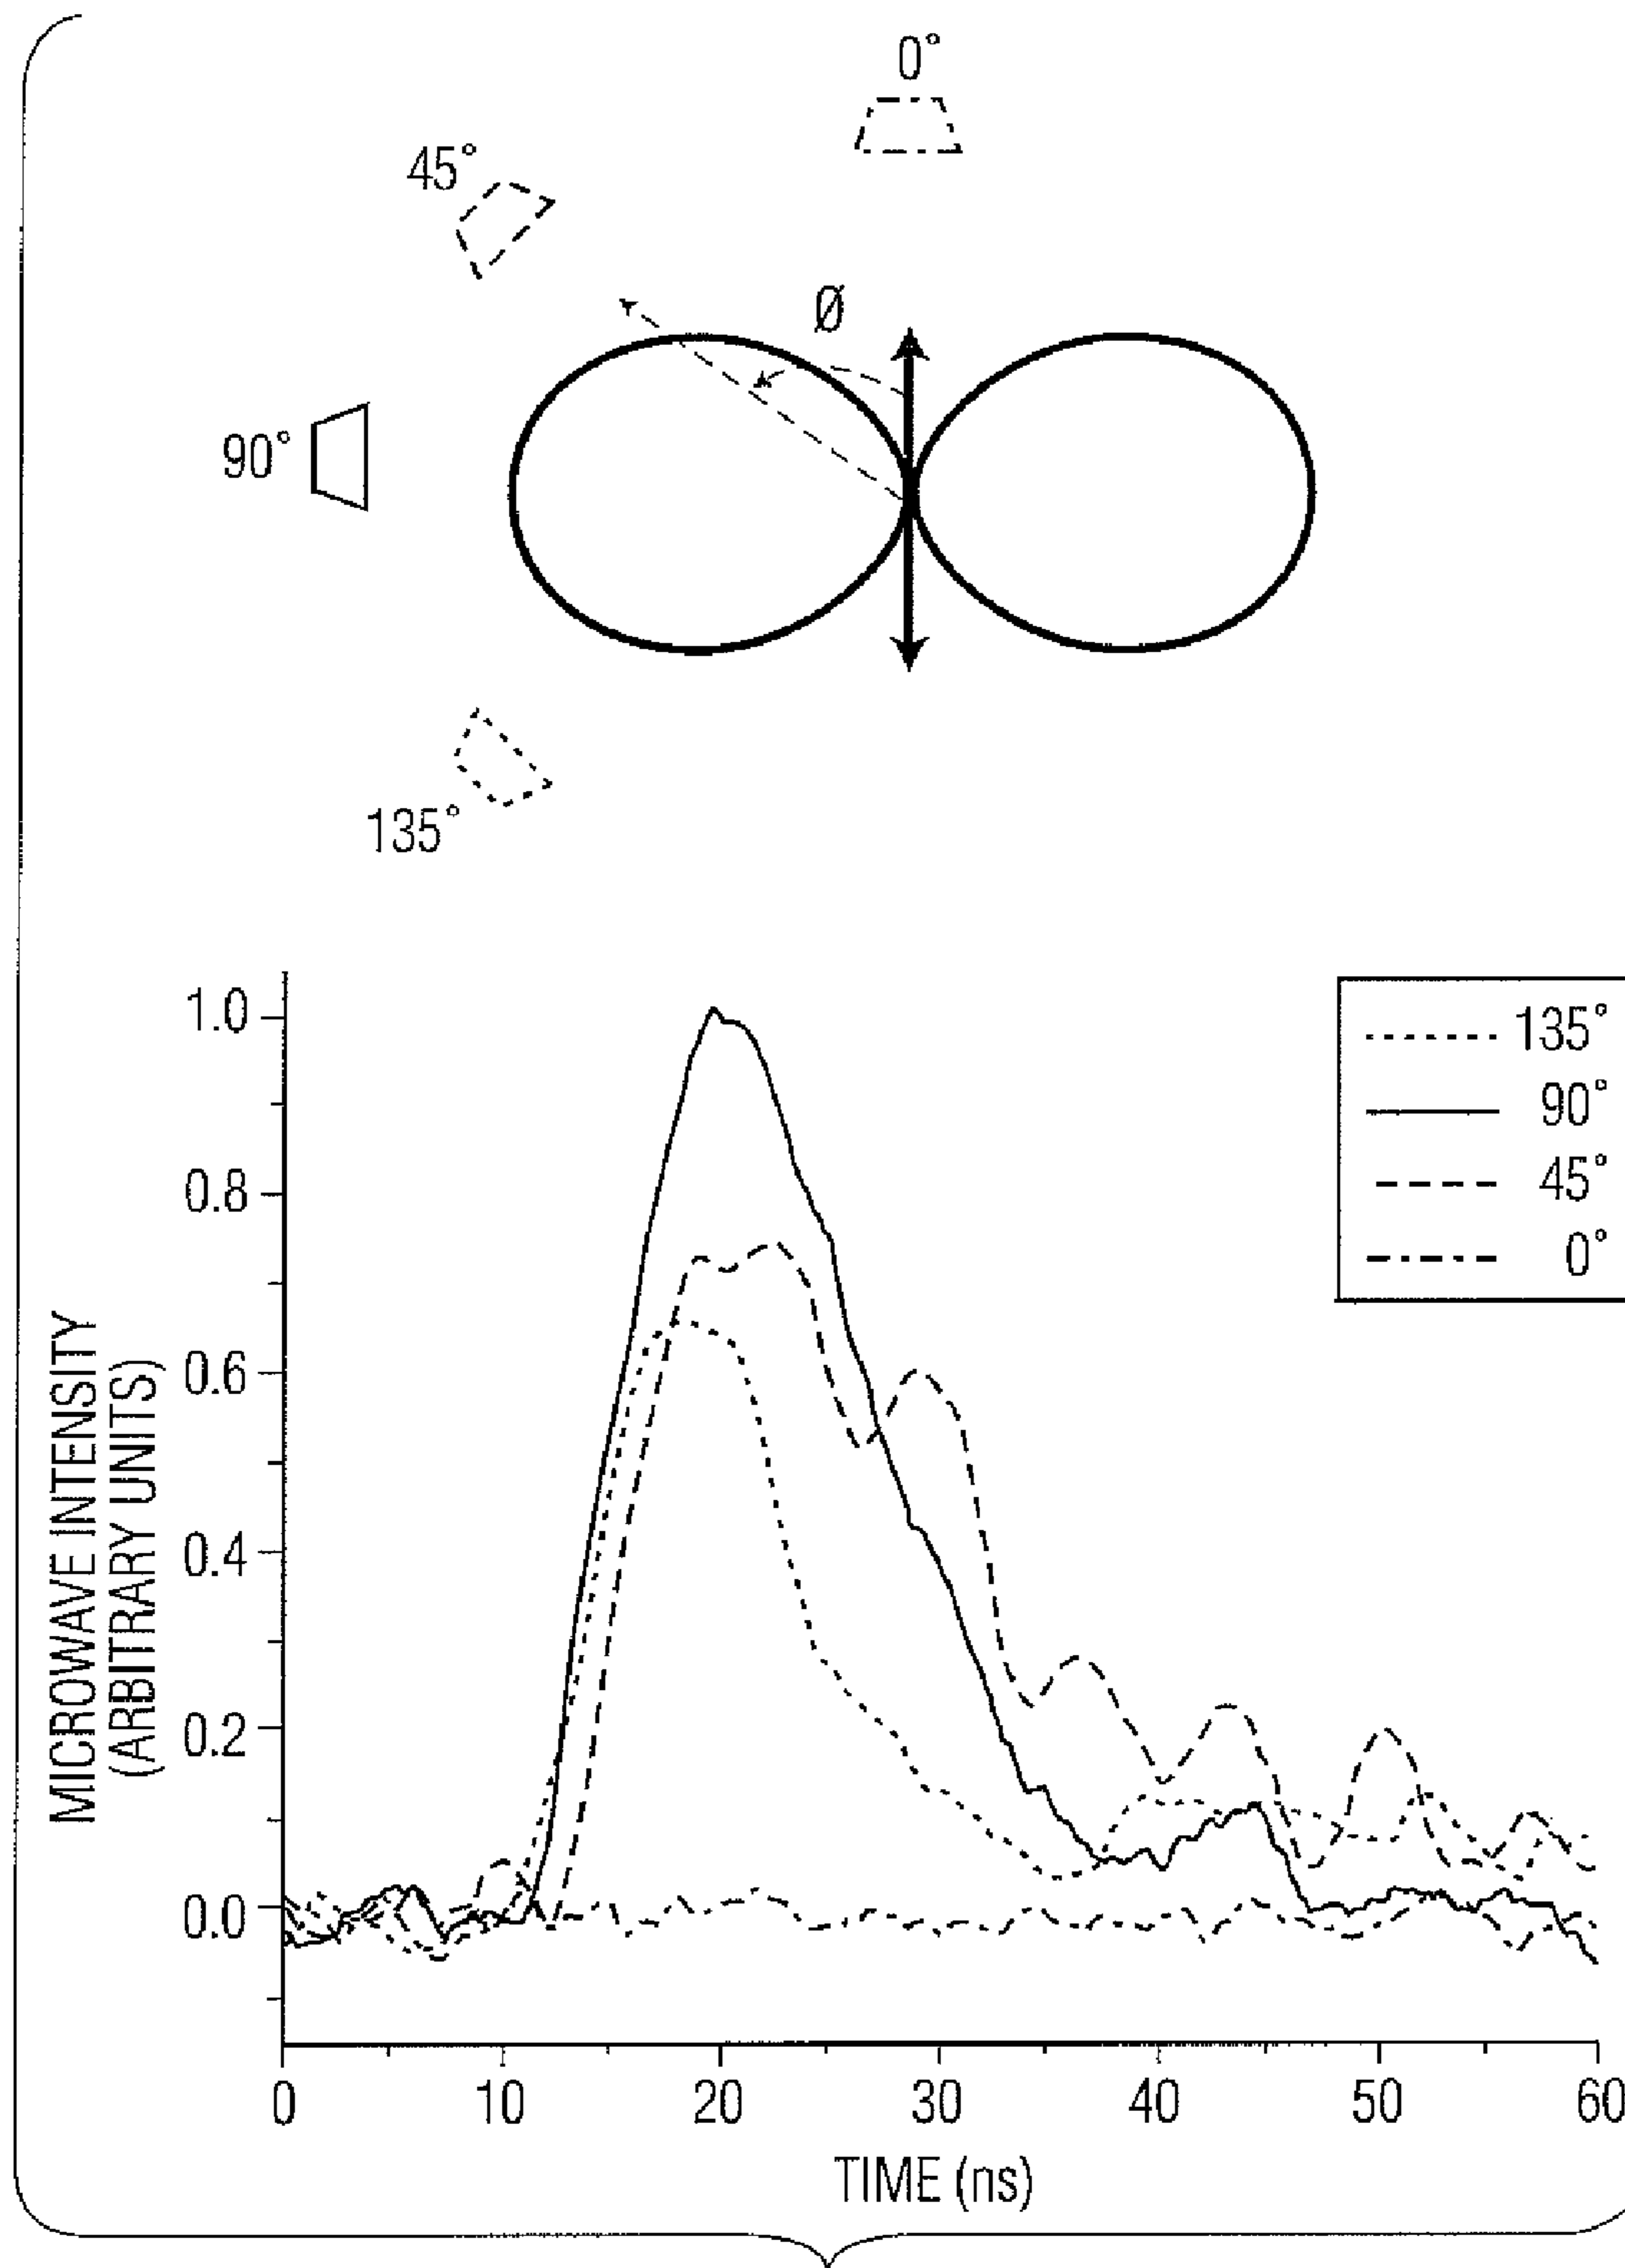 0°
45°
Ø
90°
135°
1.0
0.8
0.6
0.4
0.2
0.0
MICROWAVE INTENSITY
(ARBITRARY UNITS)
135°
90°
45°
0°
0 10 20 30 40 50 60
TIME (ns)